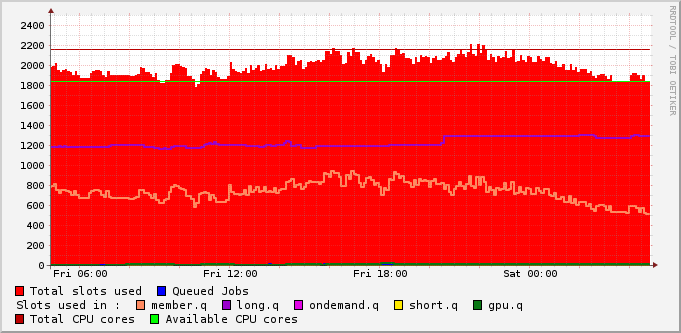 RRDTOOL / TOBI OETIKER
2400
2200
2000
1800
1600
1400
1200
1000
800
600
400
200
0
Fri 06:00 Fri 12:00 Fri 18:00 Sat 00:00
Total slots used Queued Jobs
Slots used in : member.q long.q ondemand.q short.q gpu.q
Total CPU cores Available CPU cores